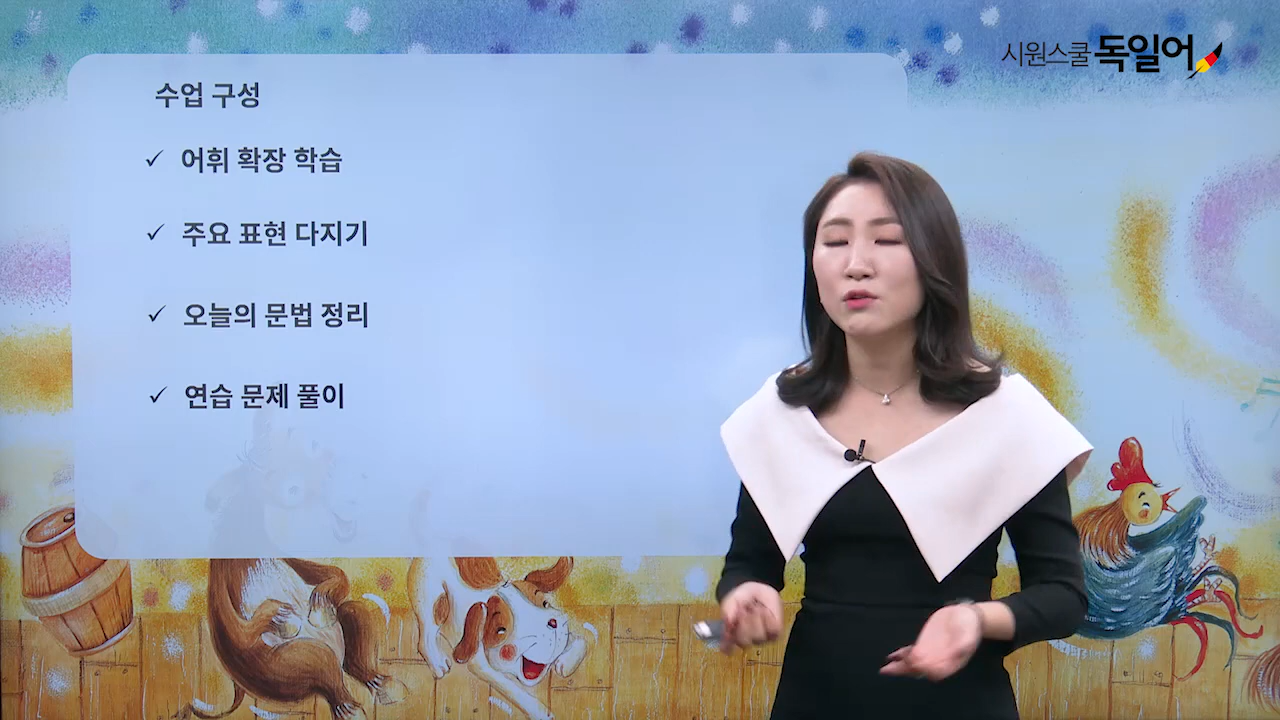 시원스쿨 독일어
수업 구성
✓ 어휘 확장 학습
✓ 주요 표현 다지기
✓ 오늘의 문법 정리
✓ 연습 문제 풀이